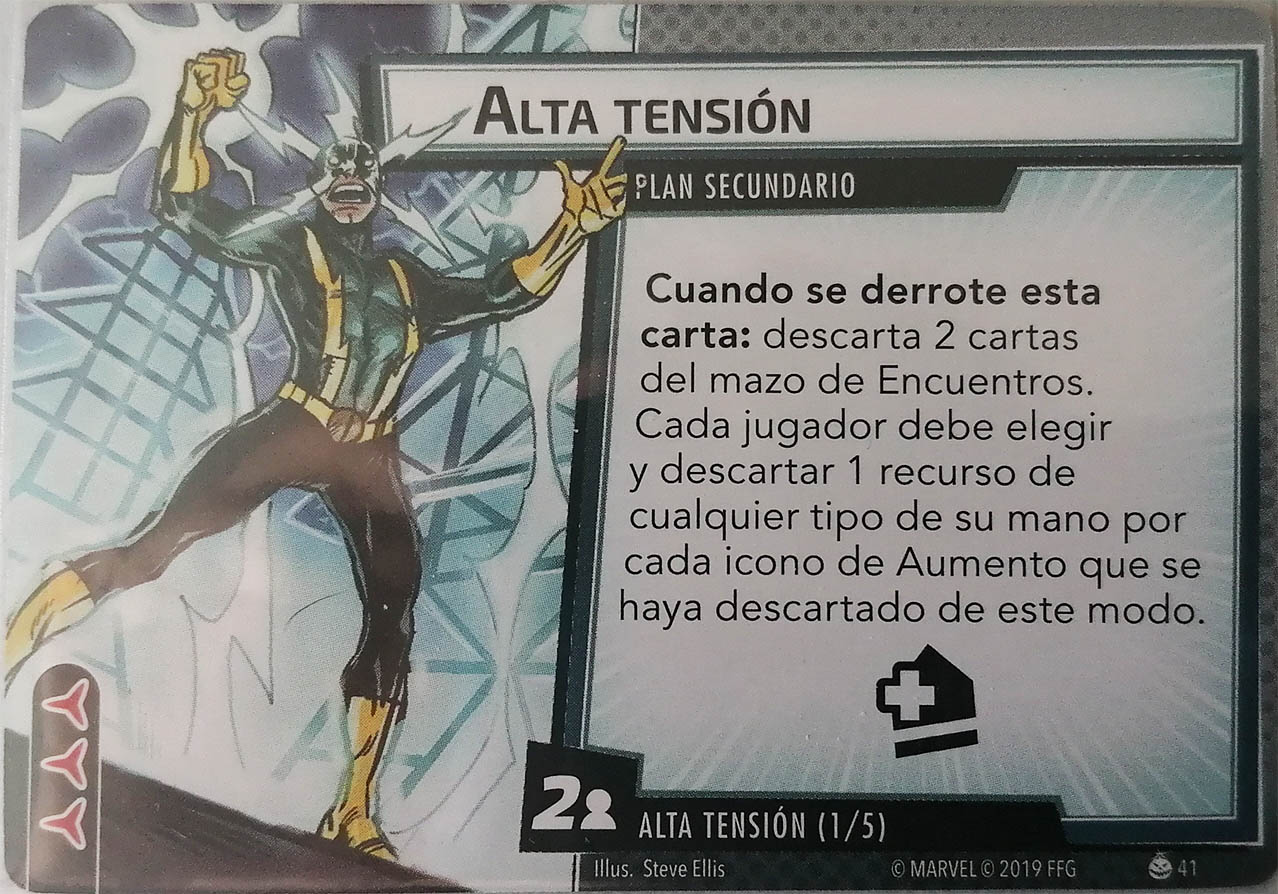 ALTA TENSIÓN
PLAN SECUNDARIO
Cuando se derrote esta
carta: descarta 2 cartas
del mazo de Encuentros.
Cada jugador debe elegir
y descartar 1 recurso de
cualquier tipo de su mano por
cada icono de Aumento que se
haya descartado de este modo.
2
ALTA TENSIÓN (1/5)
Illus. Steve Ellis
© MARVEL © 2019 FFG
41